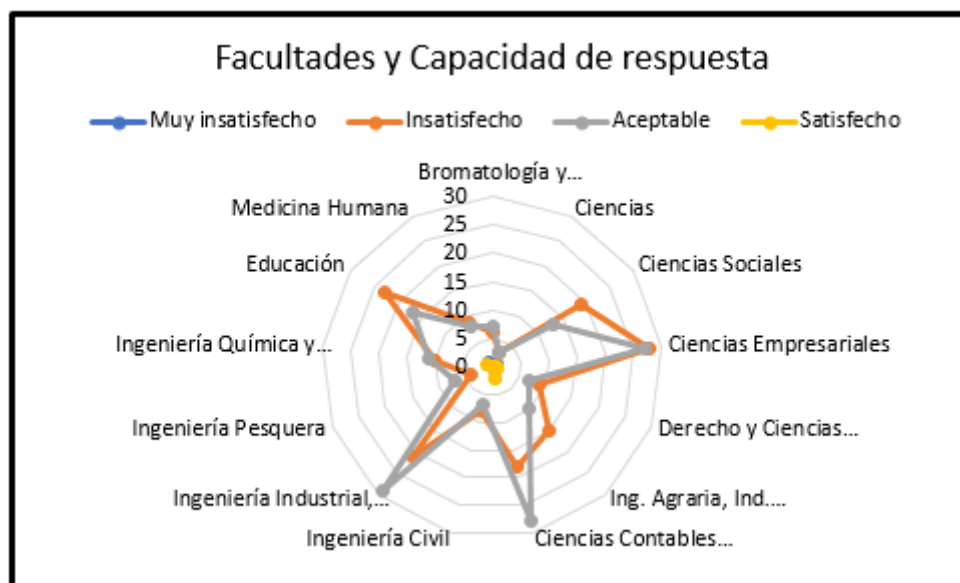 Facultades y Capacidad de respuesta
Muy insatisfecho Insatisfecho Aceptable Satisfecho
Bromatología y...
Medicina Humana
Ciencias
Educación
Ciencias Sociales
Ingeniería Química y...
Ciencias Empresariales
Ingeniería Pesquera
Derecho y Ciencias...
Ingeniería Industrial,...
Ing. Agraria, Ind....
Ingeniería Civil
Ciencias Contables...
30
25
20
15
10
5
0